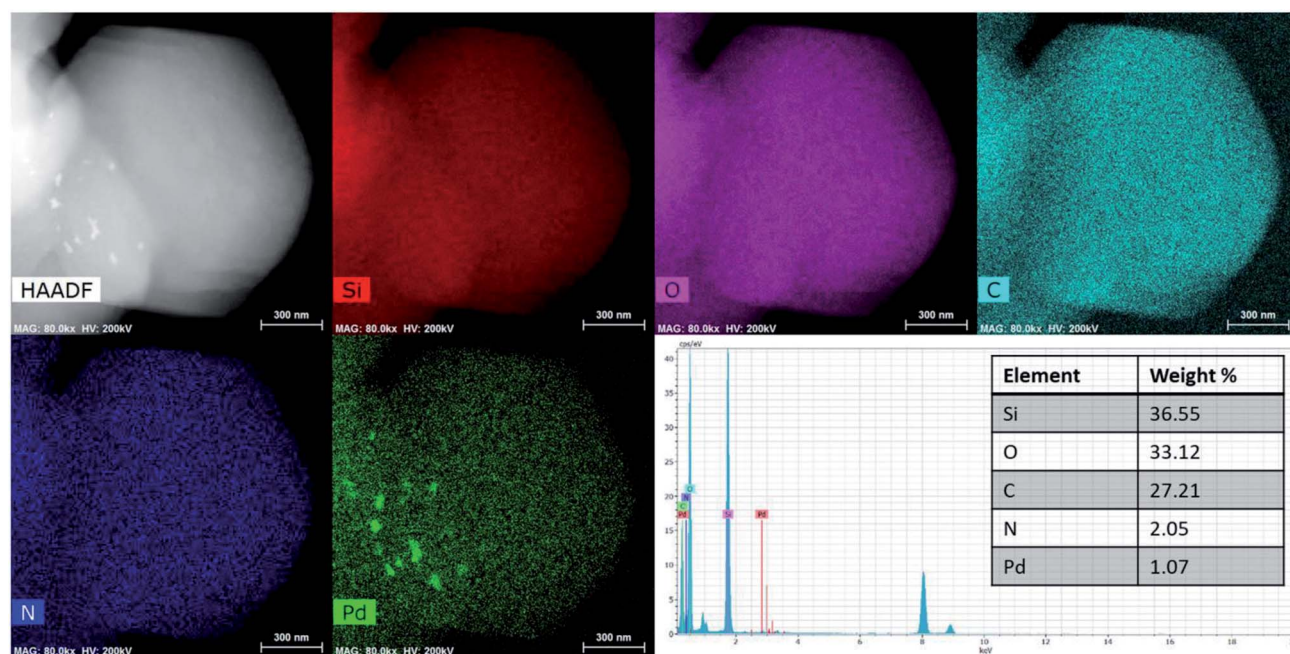 HAADF
300 nm
MAG: 80.0kx HV: 200kV
Si
300 nm
MAG: 80.0kx HV: 200kV
O
300 nm
MAG: 80.0kx HV: 200kV
C
300 nm
MAG: 80.0kx HV: 200kV
N
300 nm
MAG: 80.0kx HV: 200kV
Pd
300 nm
MAG: 80.0kx HV: 200kV
cps/eV
40
35
30
25
20
15
10
5
0
O
N
C
Pd
Si
Pd
2
4
6
8
10
12
14
16
18
keV
Element Weight %
Si 36.55
O 33.12
C 27.21
N 2.05
Pd 1.07